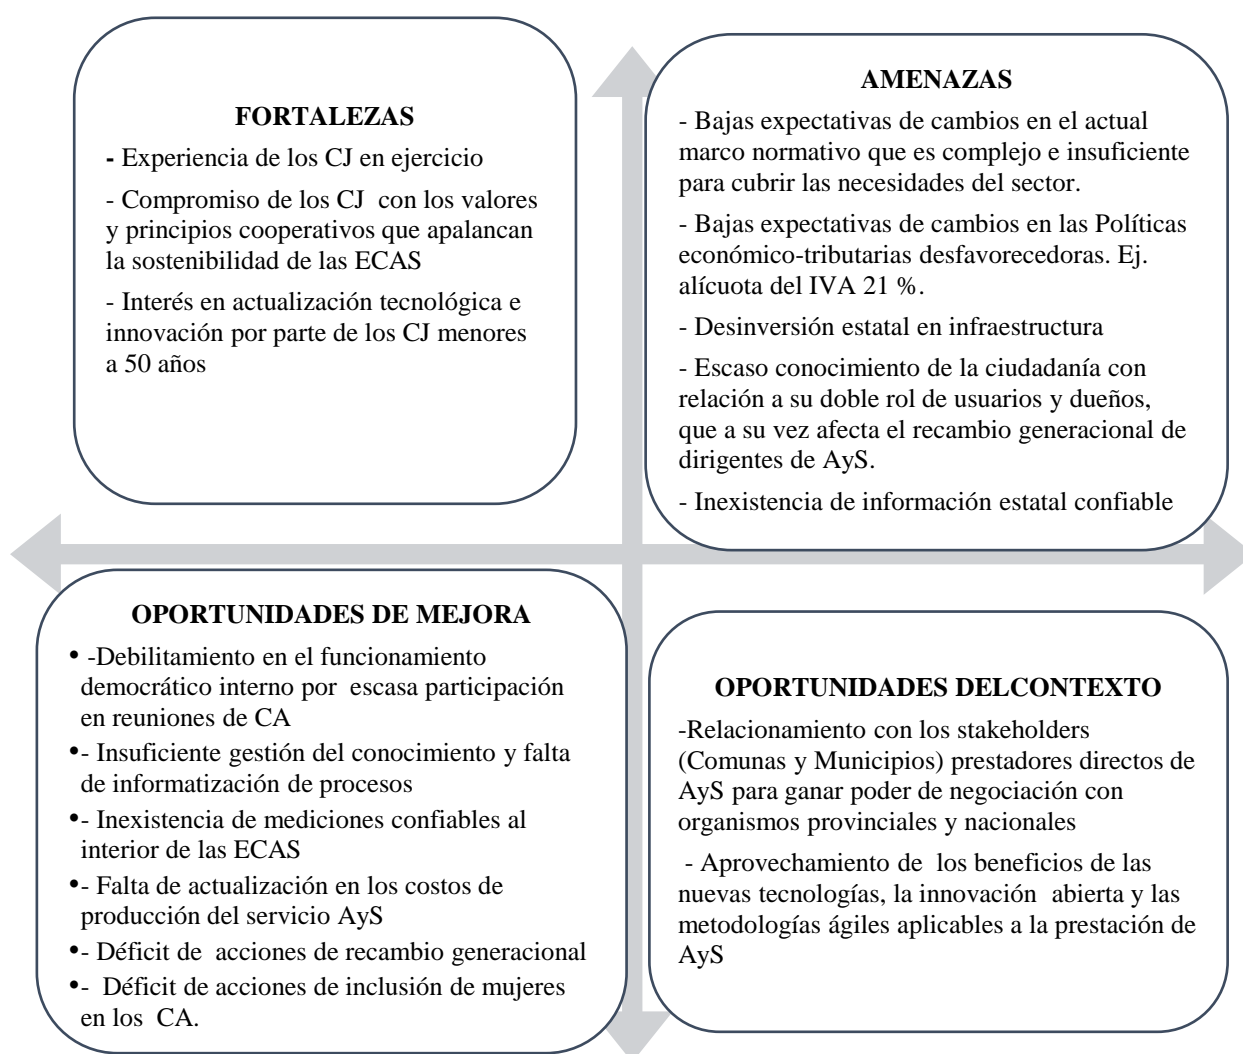 FORTALEZAS
- Experiencia de los CJ en ejercicio
- Compromiso de los CJ con los valores
y principios cooperativos que apalancan
la sostenibilidad de las ECAS
- Interés en actualización tecnológica e
innovación por parte de los CJ menores
a 50 años
AMENAZAS
- Bajas expectativas de cambios en el actual
marco normativo que es complejo e insuficiente
para cubrir las necesidades del sector.
- Bajas expectativas de cambios en las Políticas
económico-tributarias desfavorecedoras. Ej.
alícuota del IVA 21 %.
- Desinversión estatal en infraestructura
- Escaso conocimiento de la ciudadanía con
relación a su doble rol de usuarios y dueños,
que a su vez afecta el recambio generacional de
dirigentes de AyS.
- Inexistencia de información estatal confiable
OPORTUNIDADES DE MEJORA
• -Debilitamiento en el funcionamiento
democrático interno por escasa participación
en reuniones de CA
•- Insuficiente gestión del conocimiento y falta
de informatización de procesos
•- Inexistencia de mediciones confiables al
interior de las ECAS
•- Falta de actualización en los costos de
producción del servicio AyS
•- Déficit de acciones de recambio generacional
•- Déficit de acciones de inclusión de mujeres
en los CA.
OPORTUNIDADES DELCONTEXTO
-Relacionamiento con los stakeholders
(Comunas y Municipios) prestadores directos de
AyS para ganar poder de negociación con
organismos provinciales y nacionales
- Aprovechamiento de los beneficios de las
nuevas tecnologías, la innovación abierta y las
metodologías ágiles aplicables a la prestación de
AyS